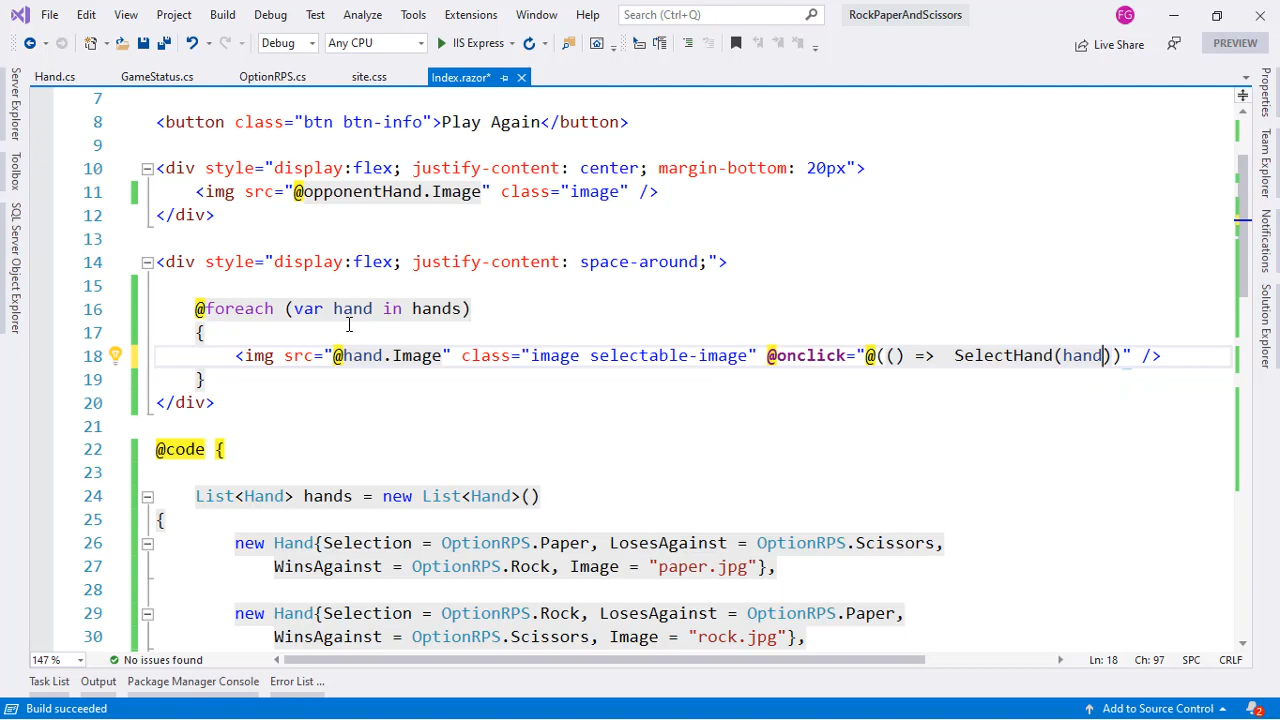 File Edit View Project Build Debug Test Analyze Tools Extensions Window Help Search (Ctrl+Q) RockPaperAndScissors FG
Debug Any CPU IIS Express Live Share PREVIEW
Hand.cs GameStatus.cs OptionRPS.cs site.css Index.razor*
Server Explorer
Toolbox
SQL Server Object Explorer
7
8 <button class="btn btn-info">Play Again</button>
9
10 <div style="display:flex; justify-content: center; margin-bottom: 20px">
11 <img src="@opponentHand.Image" class="image" />
12 </div>
13
14 <div style="display:flex; justify-content: space-around;">
15
16 @foreach (var hand in hands)
17 {
18 <img src="@hand.Image" class="image selectable-image" @onclick="@(() =>  SelectHand(hand))" />
19 }
20 </div>
21
22 @code {
23
24 List<Hand> hands = new List<Hand>()
25 {
26 new Hand{Selection = OptionRPS.Paper, LosesAgainst = OptionRPS.Scissors,
27 WinsAgainst = OptionRPS.Rock, Image = "paper.jpg"},
28
29 new Hand{Selection = OptionRPS.Rock, LosesAgainst = OptionRPS.Paper,
30 WinsAgainst = OptionRPS.Scissors, Image = "rock.jpg"},
Properties
Team Explorer
Notifications
Solution Explorer
147 % No issues found Ln: 18 Ch: 97 SPC CRLF
Task List Output Package Manager Console Error List ...
Build succeeded Add to Source Control 2